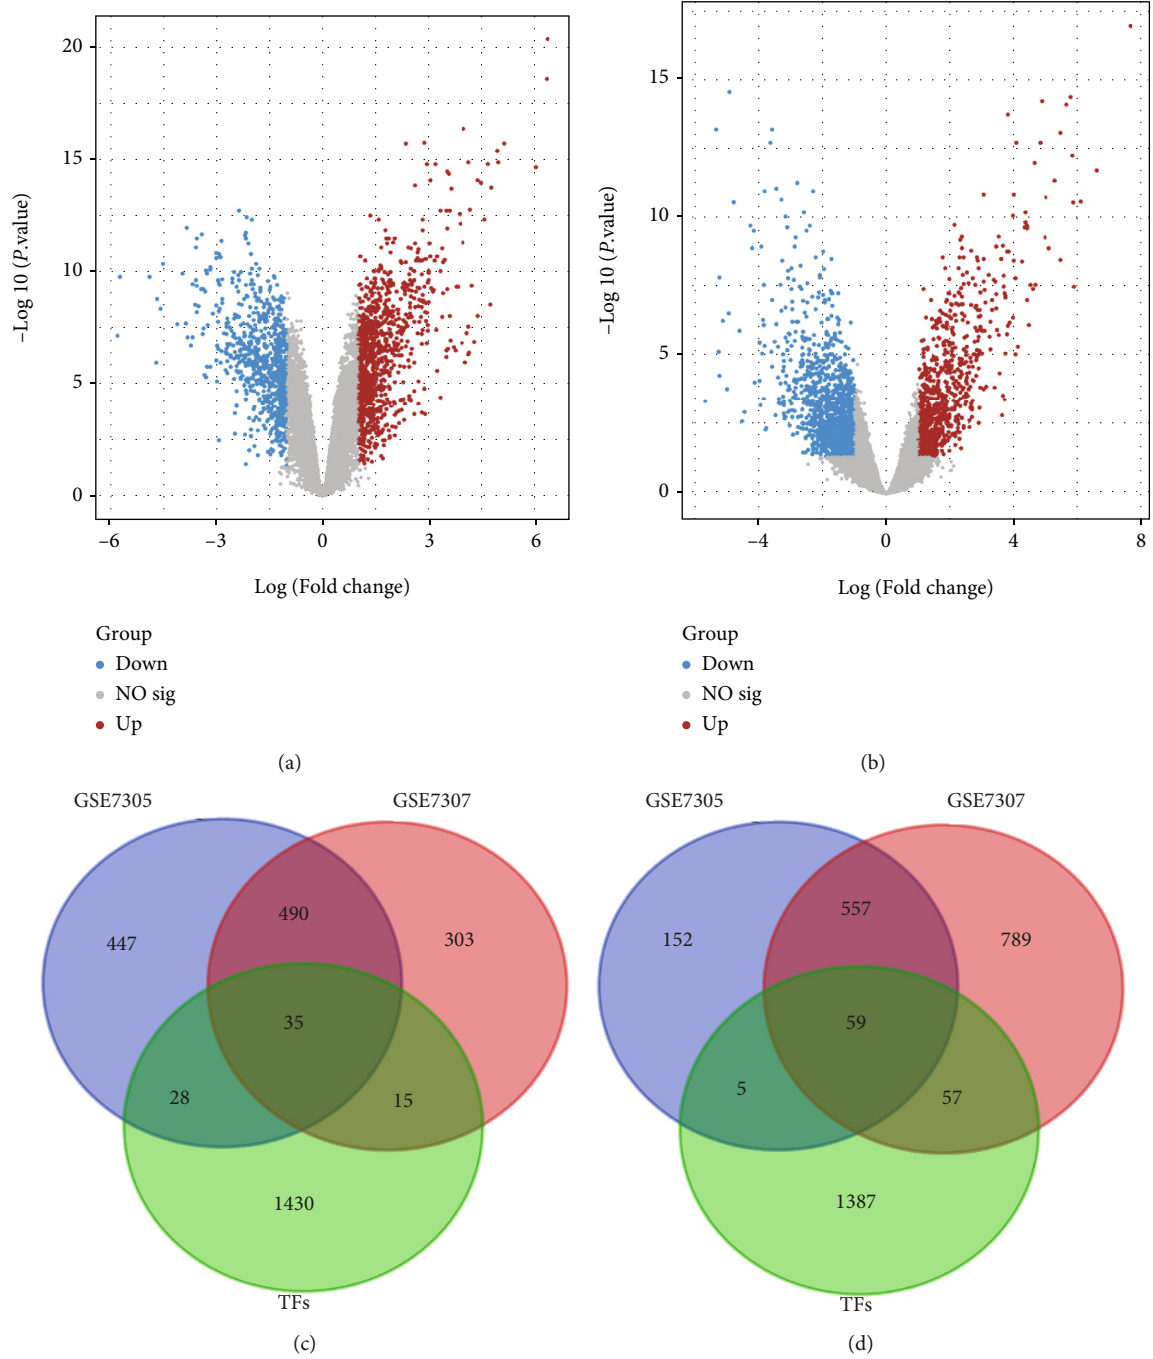 20
15
10
5
0
–Log 10 (P.value)
–6
–3
0
3
6
Log (Fold change)
Group
Down
NO sig
Up
(a)
15
10
5
0
–Log 10 (P.value)
–4
0
4
8
Log (Fold change)
Group
Down
NO sig
Up
(b)
GSE7305
GSE7307
490
447
303
35
28
15
1430
TFs
(c)
GSE7305
GSE7307
557
152
789
59
5
57
1387
TFs
(d)